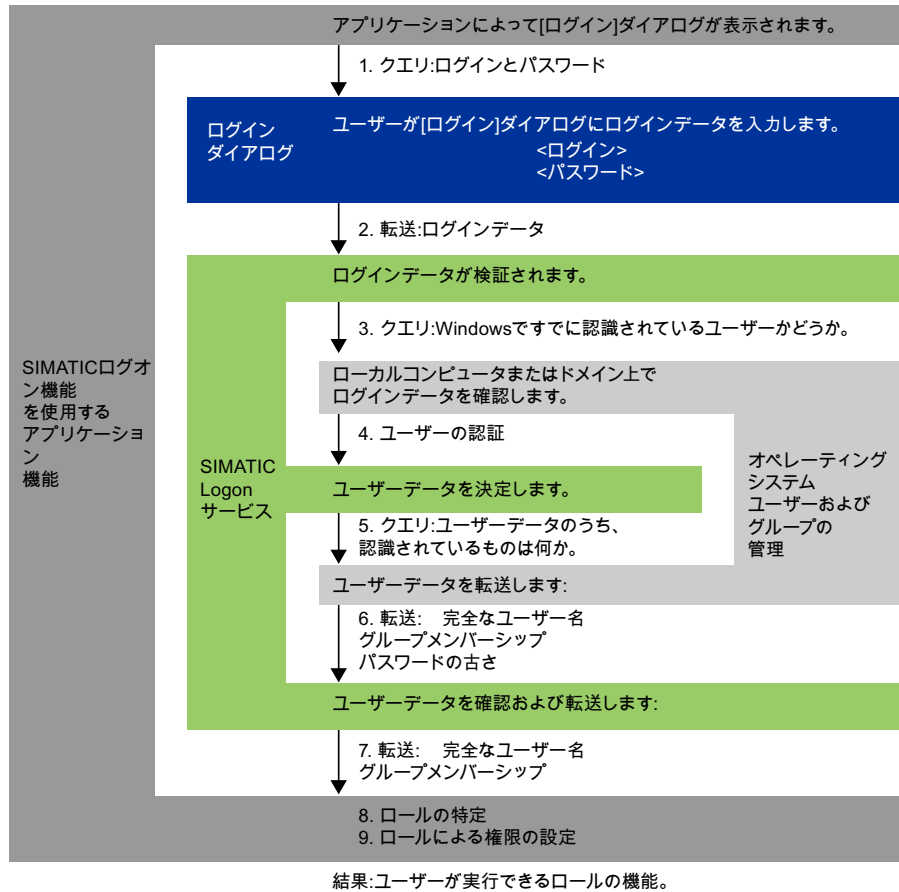 アプリケーションによって[ログイン]ダイアログが表示されます。
1. クエリ:ログインとパスワード
ログイン
ダイアログ
ユーザーが[ログイン]ダイアログにログインデータを入力します。
<ログイン>
<パスワード>
2. 転送:ログインデータ
ログインデータが検証されます。
3. クエリ:Windowsですでに認識されているユーザーかどうか。
SIMATICログオ
ン機能
を使用する
アプリケーショ
ン
機能
ローカルコンピュータまたはドメイン上で
ログインデータを確認します。
4. ユーザーの認証
SIMATIC
Logon
サービス
ユーザーデータを決定します。
オペレーティング
システム
ユーザーおよび
グループの
管理
5. クエリ:ユーザーデータのうち、
認識されているものは何か。
ユーザーデータを転送します:
6. 転送: 完全なユーザー名
グループメンバーシップ
パスワードの古さ
ユーザーデータを確認および転送します:
7. 転送: 完全なユーザー名
グループメンバーシップ
8. ロールの特定
9. ロールによる権限の設定
結果:ユーザーが実行できるロールの機能。